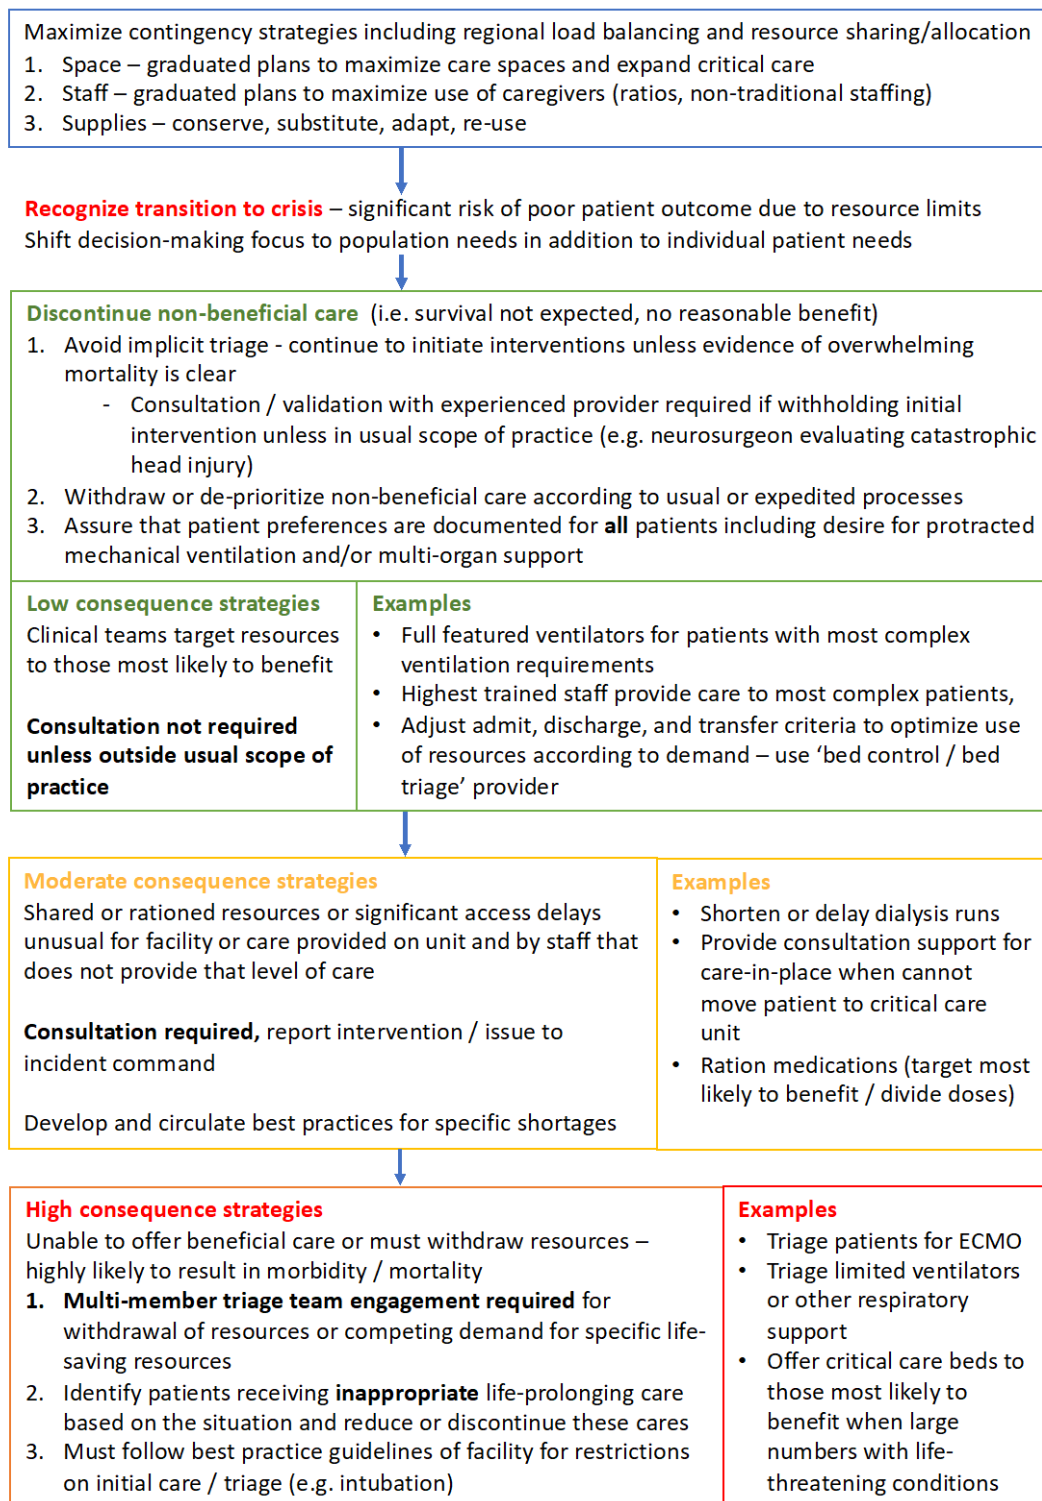 Maximize contingency strategies including regional load balancing and resource sharing/allocation
1. Space – graduated plans to maximize care spaces and expand critical care
2. Staff – graduated plans to maximize use of caregivers (ratios, non-traditional staffing)
3. Supplies – conserve, substitute, adapt, re-use
Recognize transition to crisis – significant risk of poor patient outcome due to resource limits
Shift decision-making focus to population needs in addition to individual patient needs
Discontinue non-beneficial care (i.e. survival not expected, no reasonable benefit)
1. Avoid implicit triage - continue to initiate interventions unless evidence of overwhelming
mortality is clear
- Consultation / validation with experienced provider required if withholding initial
intervention unless in usual scope of practice (e.g. neurosurgeon evaluating catastrophic
head injury)
2. Withdraw or de-prioritize non-beneficial care according to usual or expedited processes
3. Assure that patient preferences are documented for all patients including desire for protracted
mechanical ventilation and/or multi-organ support
Low consequence strategies
Clinical teams target resources
to those most likely to benefit
Consultation not required
unless outside usual scope of
practice
Examples
• Full featured ventilators for patients with most complex
ventilation requirements
• Highest trained staff provide care to most complex patients,
• Adjust admit, discharge, and transfer criteria to optimize use
of resources according to demand – use ‘bed control / bed
triage’ provider
Moderate consequence strategies
Shared or rationed resources or significant access delays
unusual for facility or care provided on unit and by staff that
does not provide that level of care
Consultation required, report intervention / issue to
incident command
Develop and circulate best practices for specific shortages
Examples
• Shorten or delay dialysis runs
• Provide consultation support for
care-in-place when cannot
move patient to critical care
unit
• Ration medications (target most
likely to benefit / divide doses)
High consequence strategies
Unable to offer beneficial care or must withdraw resources –
highly likely to result in morbidity / mortality
1. Multi-member triage team engagement required for
withdrawal of resources or competing demand for specific life-
saving resources
2. Identify patients receiving inappropriate life-prolonging care
based on the situation and reduce or discontinue these cares
3. Must follow best practice guidelines of facility for restrictions
on initial care / triage (e.g. intubation)
Examples
• Triage patients for ECMO
• Triage limited ventilators
or other respiratory
support
• Offer critical care beds to
those most likely to
benefit when large
numbers with life-
threatening conditions